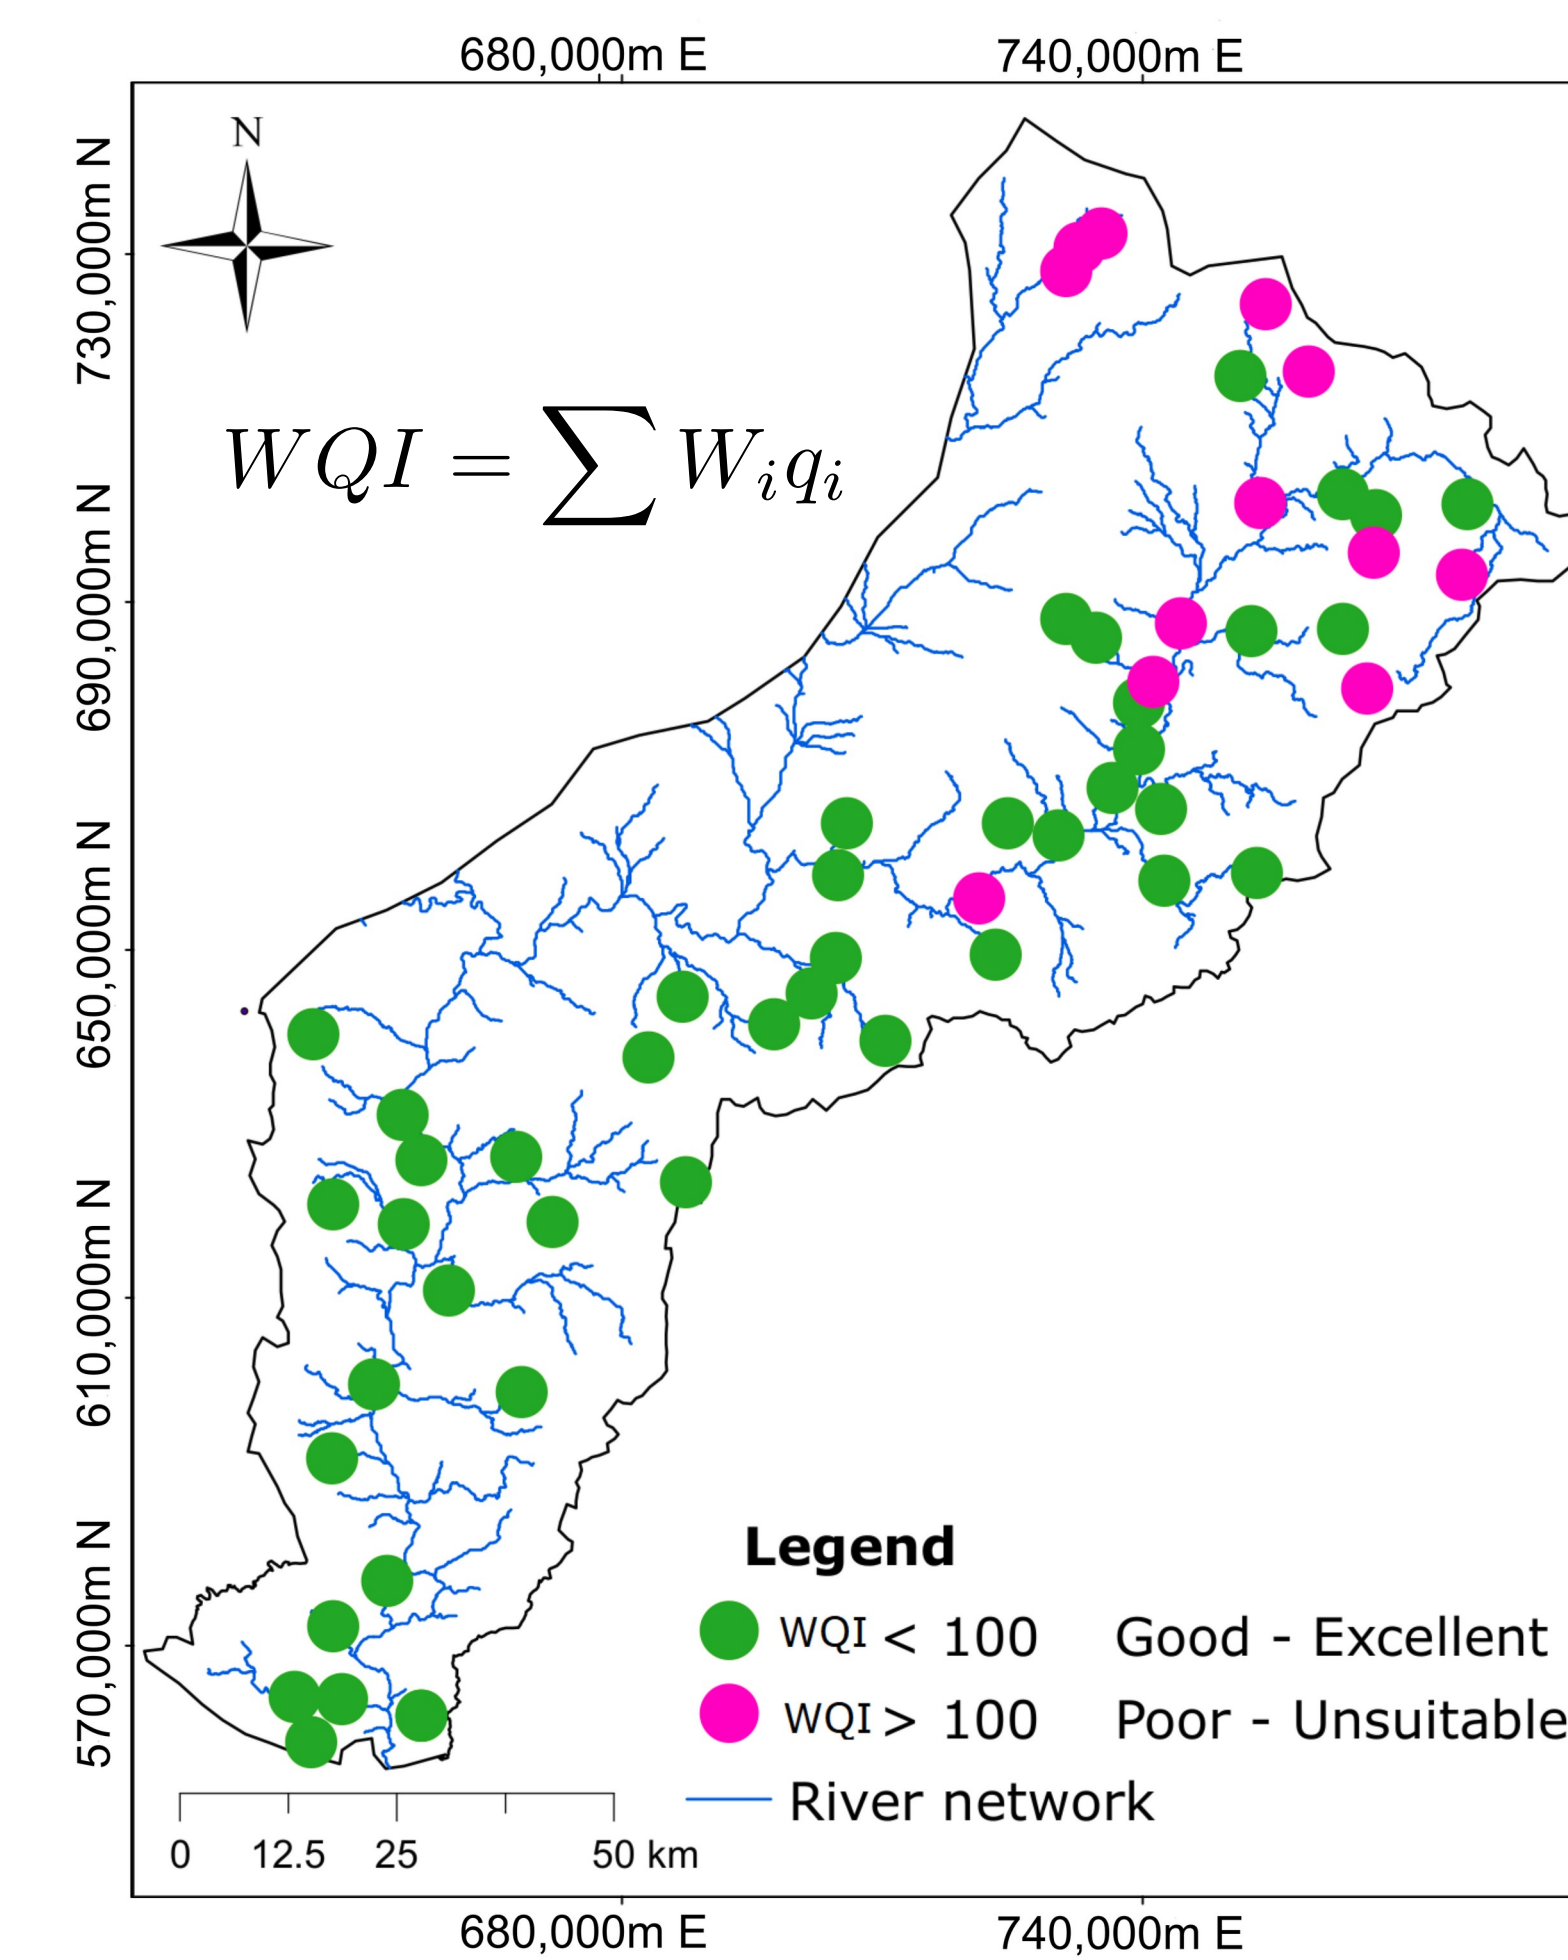 680,000m E 740,000m E
N
730,000m N
WQI = ∑ W_i q_i
690,000m N
650,000m N
610,000m N
570,000m N
Legend
WQI < 100 Good - Excellent
WQI > 100 Poor - Unsuitable
River network
0 12.5 25 50 km
680,000m E 740,000m E